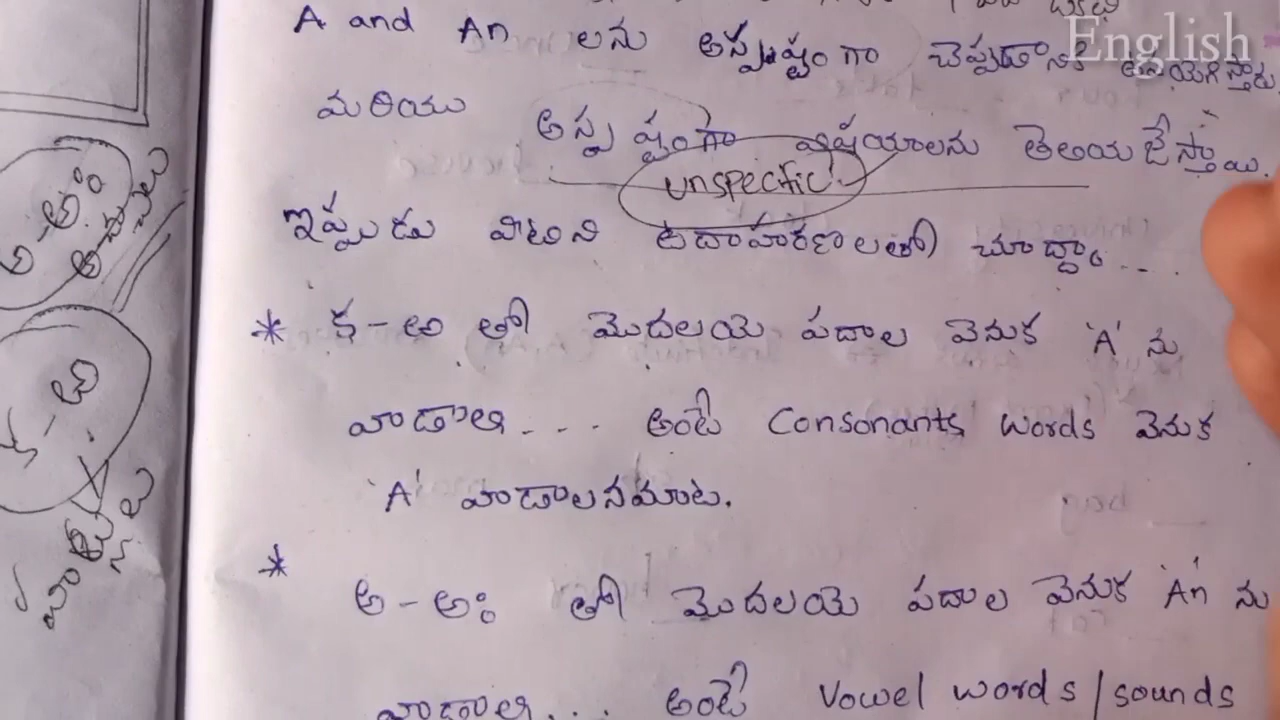 English
A and An లను అస్పష్టంగా చెప్పడానికి ఉపయోగిస్తారు.
మరియు అస్పష్టంగా విషయాలను తెలియజేస్తాయి.
unspecific
ఇప్పుడు వాటిని ఉదాహరణలతో చూద్దాం...
* క - అ తో మొదలయె పదాల వెనుక 'A' ను
వాడాలి... అంటే Consonants words వెనుక
'A' వాడాలనమాట.
* అ - అః తో మొదలయె పదాల వెనుక 'An' ను
వాడాలి... అంటే Vowel words / sounds